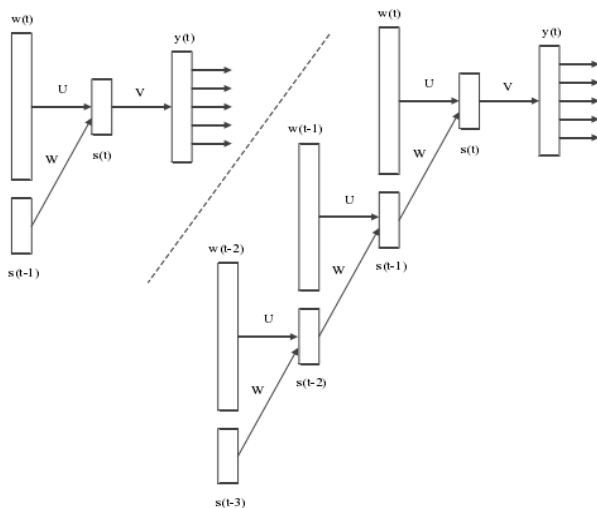 w(t)
y(t)
U
V
W
s(t)
s(t-1)
w(t)
y(t)
U
V
w(t-1)
W
s(t)
U
w(t-2)
W
s(t-1)
U
W
s(t-2)
s(t-3)